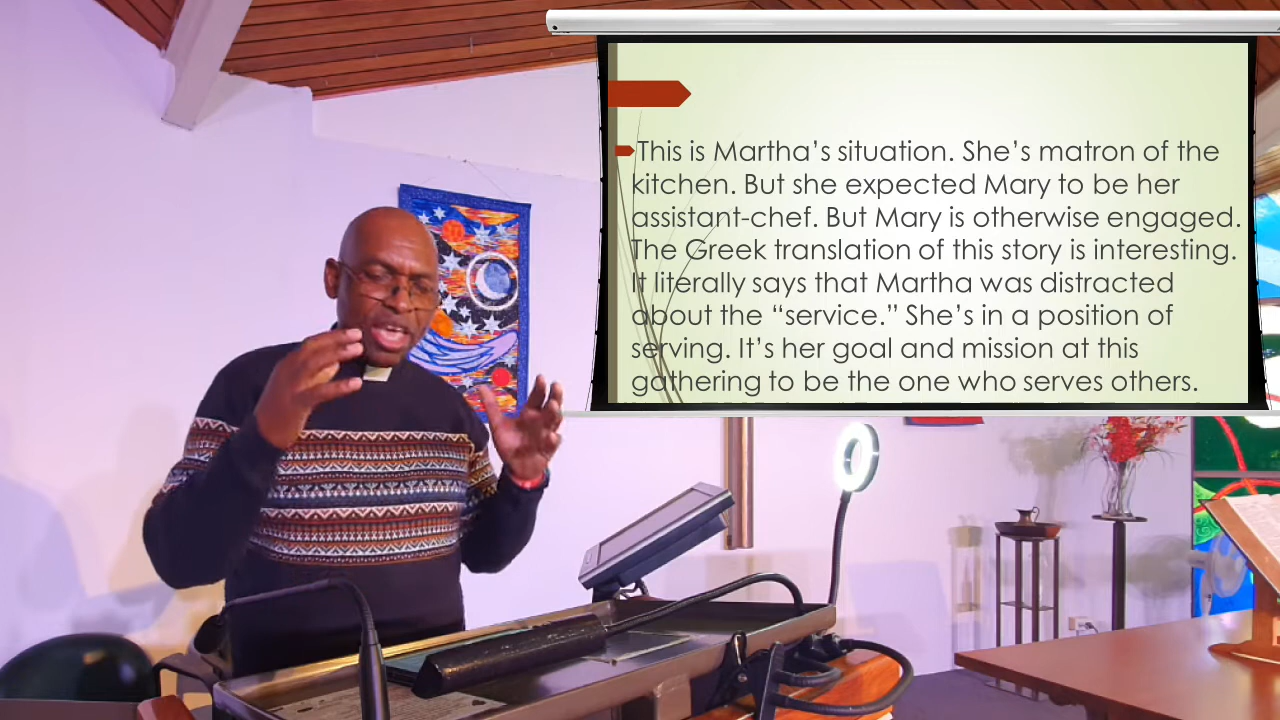 This is Martha’s situation. She’s matron of the
kitchen. But she expected Mary to be her
assistant-chef. But Mary is otherwise engaged.
The Greek translation of this story is interesting.
It literally says that Martha was distracted
about the “service.” She’s in a position of
serving. It’s her goal and mission at this
gathering to be the one who serves others.